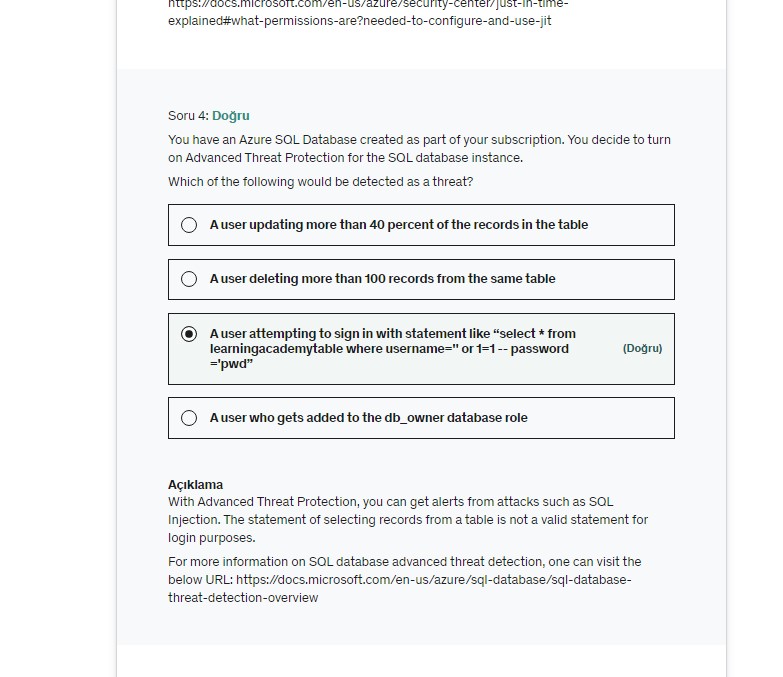 https://docs.microsoft.com/en-us/azure/security-center/just-in-time-
explained#what-permissions-are?needed-to-configure-and-use-jit
Soru 4: Doğru
You have an Azure SQL Database created as part of your subscription. You decide to turn
on Advanced Threat Protection for the SQL database instance.
Which of the following would be detected as a threat?
A user updating more than 40 percent of the records in the table
A user deleting more than 100 records from the same table
A user attempting to sign in with statement like “select * from
learningacademytable where username='' or 1=1 -- password
='pwd”
(Doğru)
A user who gets added to the db_owner database role
Açıklama
With Advanced Threat Protection, you can get alerts from attacks such as SQL
Injection. The statement of selecting records from a table is not a valid statement for
login purposes.
For more information on SQL database advanced threat detection, one can visit the
below URL: https://docs.microsoft.com/en-us/azure/sql-database/sql-database-
threat-detection-overview